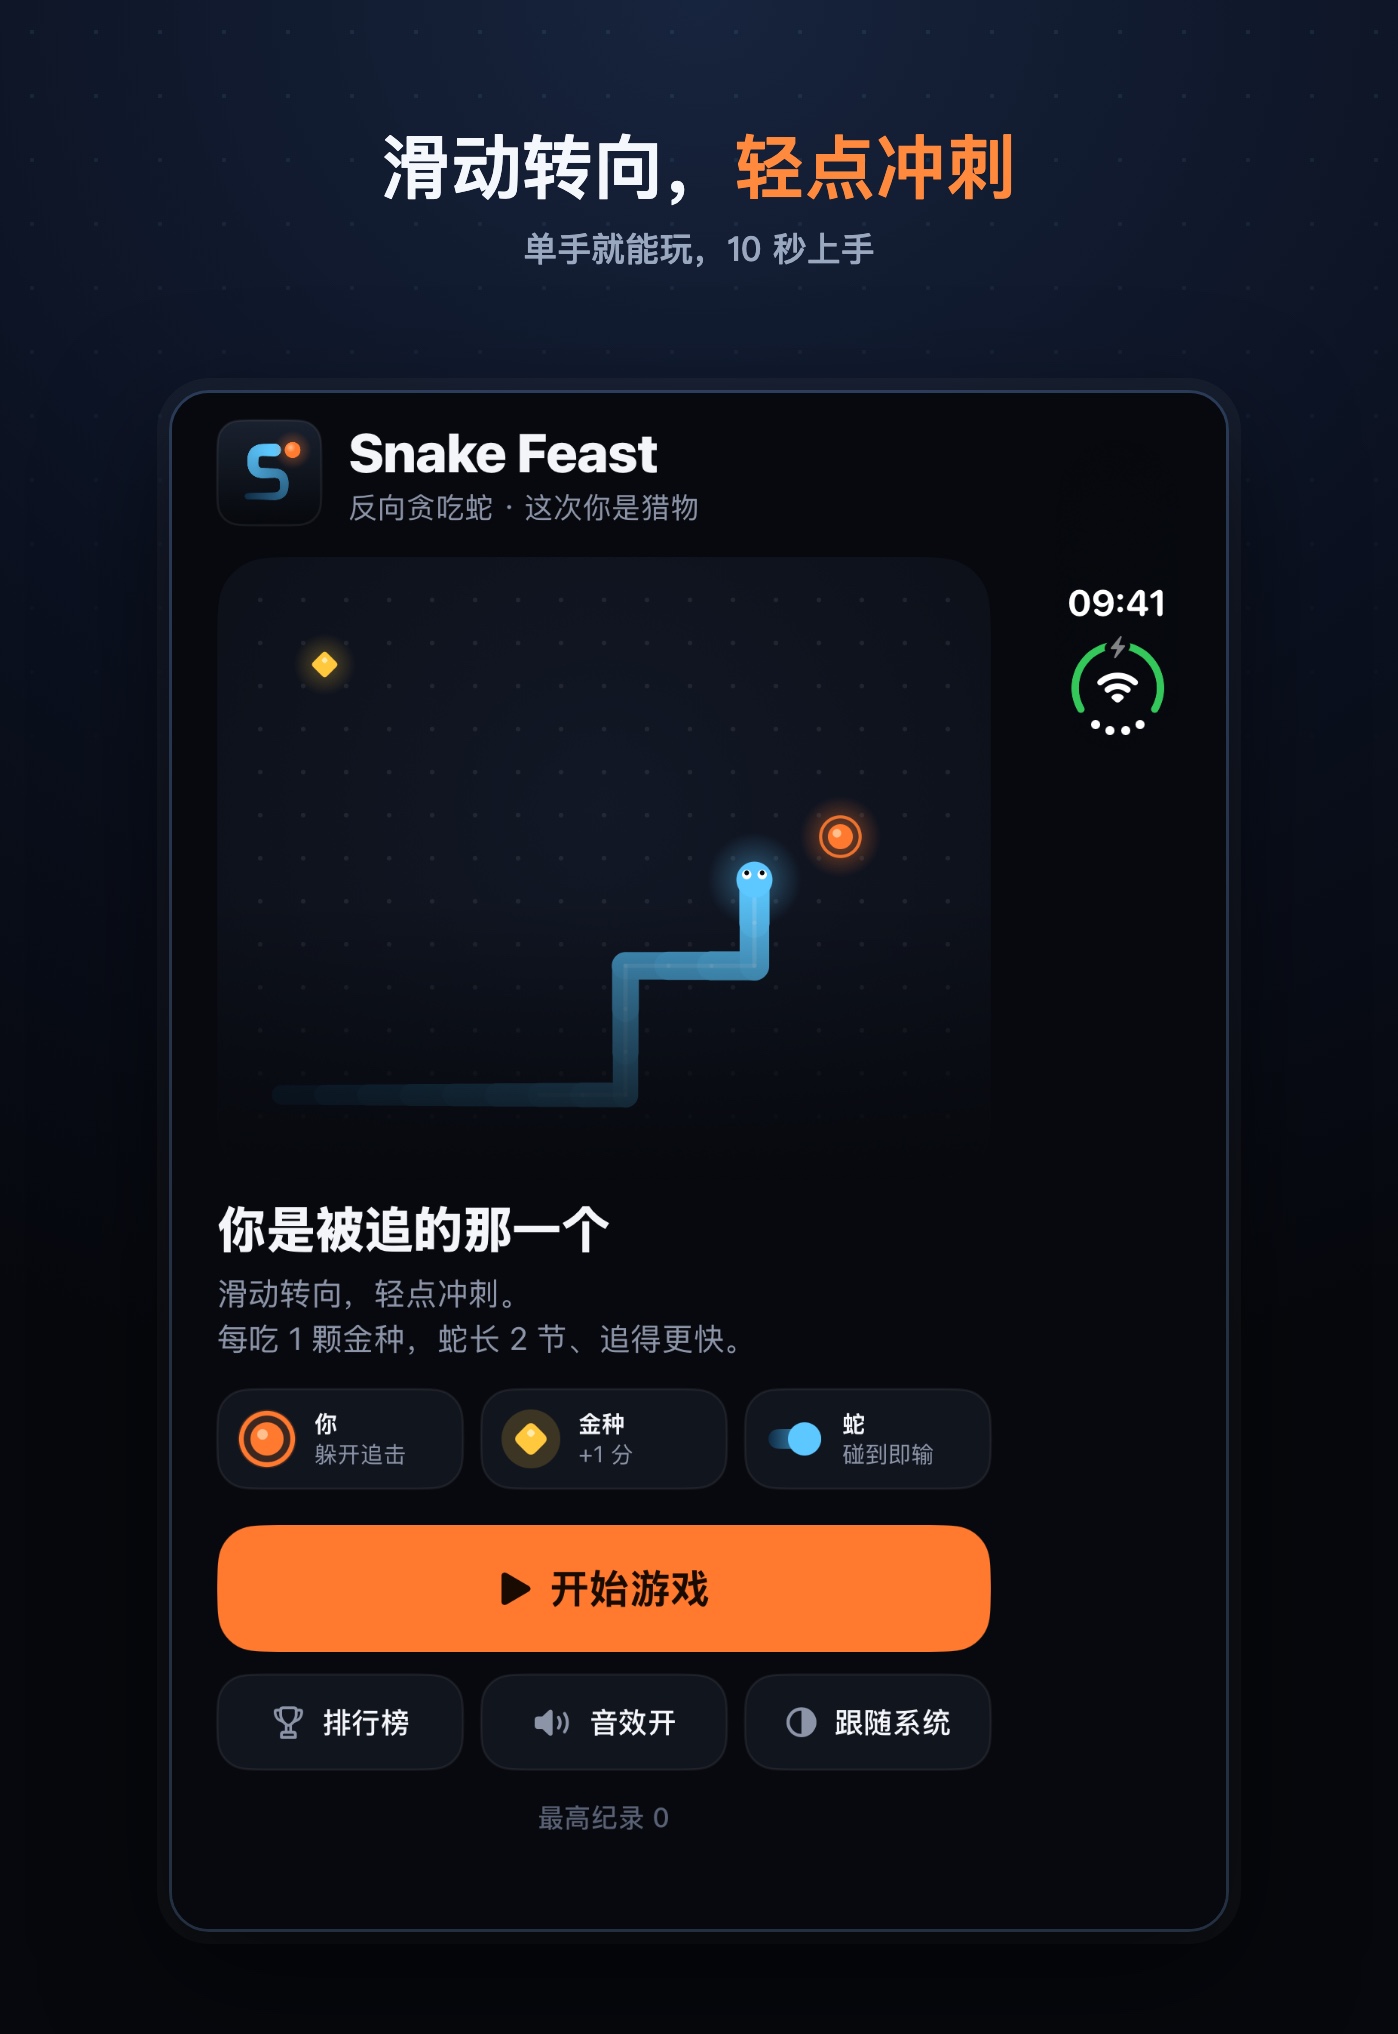 滑动转向，轻点冲刺
单手就能玩，10 秒上手
Snake Feast
反向贪吃蛇 · 这次你是猎物
09:41
你是被追的那一个
滑动转向，轻点冲刺。
每吃 1 颗金种，蛇长 2 节、追得更快。
你
躲开追击
金种
+1 分
蛇
碰到即输
开始游戏
排行榜
音效开
跟随系统
最高纪录 0